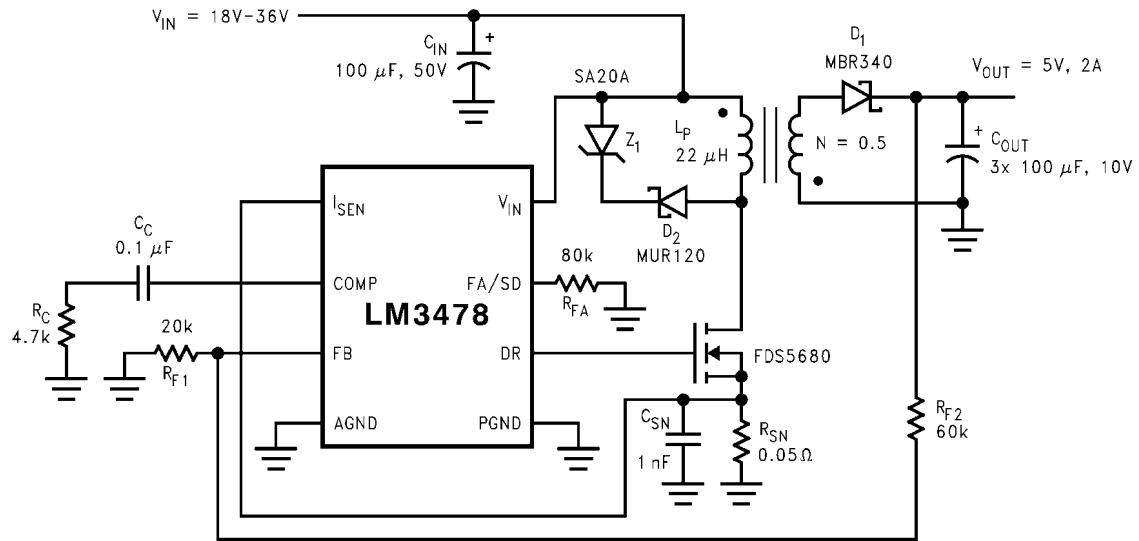 V_IN = 18V-36V
C_IN
+
100 µF, 50V
SA20A
D_1
MBR340
V_OUT = 5V, 2A
Z_1
L_P
22 µH
N = 0.5
+
C_OUT
3x 100 µF, 10V
D_2
MUR120
I_SEN
V_IN
C_C
0.1 µF
COMP
FA/SD
80k
R_FA
LM3478
R_C
4.7k
20k
R_F1
FB
DR
FDS5680
AGND
PGND
C_SN
1 nF
R_SN
0.05Ω
R_F2
60k